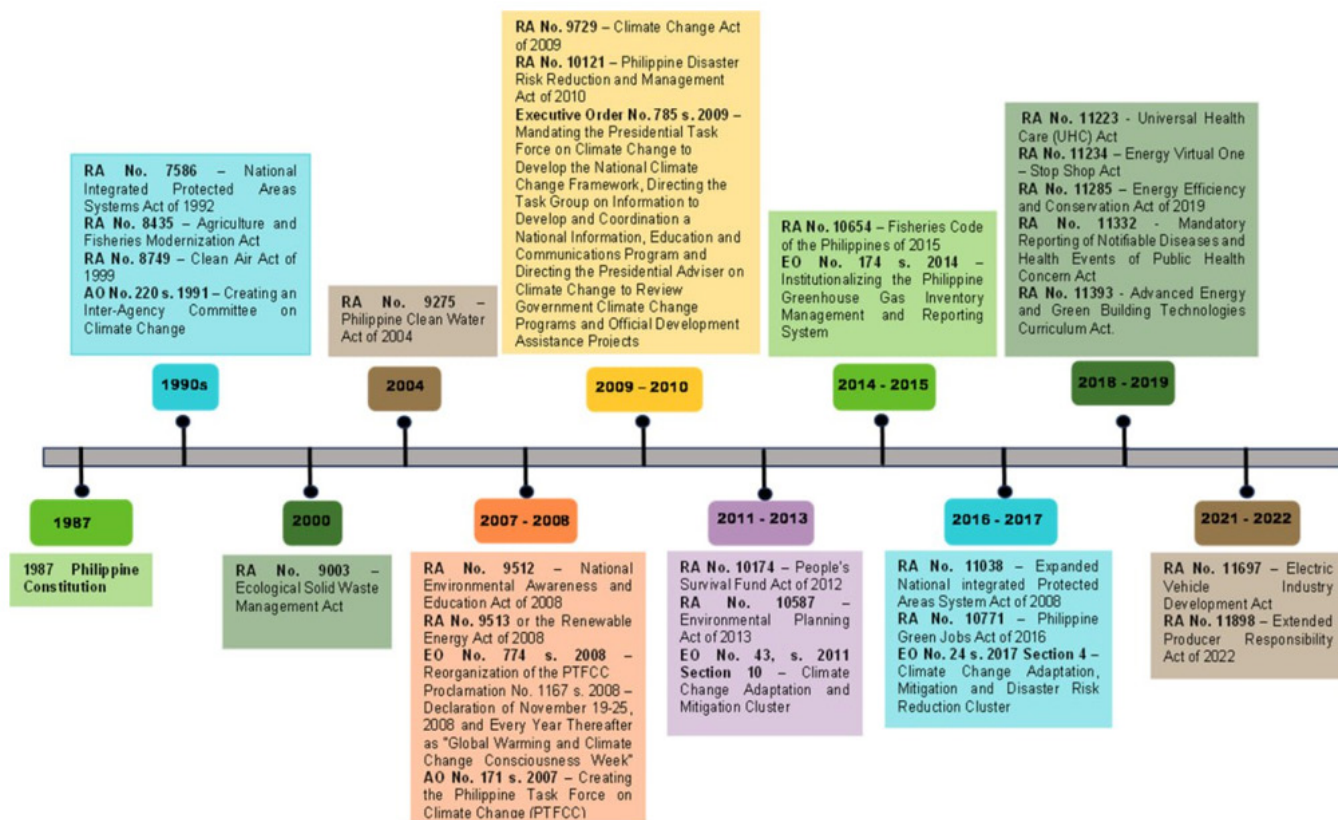 1987
1987 Philippine
Constitution
1990s
RA No. 7586 – National
Integrated Protected Areas
Systems Act of 1992
RA No. 8435 – Agriculture and
Fisheries Modernization Act
RA No. 8749 – Clean Air Act of
1999
AO No. 220 s. 1991 – Creating an
Inter-Agency Committee on
Climate Change
2000
RA No. 9003 –
Ecological Solid Waste
Management Act
2004
RA No. 9275 –
Philippine Clean Water
Act of 2004
2007 - 2008
RA No. 9512 – National
Environmental Awareness and
Education Act of 2008
RA No. 9513 or the Renewable
Energy Act of 2008
EO No. 774 s. 2008 –
Reorganization of the PTFCC
Proclamation No. 1167 s. 2008 –
Declaration of November 19-25,
2008 and Every Year Thereafter
as "Global Warming and Climate
Change Consciousness Week"
AO No. 171 s. 2007 – Creating
the Philippine Task Force on
Climate Change (PTFCC)
2009 – 2010
RA No. 9729 – Climate Change Act
of 2009
RA No. 10121 – Philippine Disaster
Risk Reduction and Management
Act of 2010
Executive Order No. 785 s. 2009 –
Mandating the Presidential Task
Force on Climate Change to
Develop the National Climate
Change Framework, Directing the
Task Group on Information to
Develop and Coordination a
National Information, Education and
Communications Program and
Directing the Presidential Adviser on
Climate Change to Review
Government Climate Change
Programs and Official Development
Assistance Projects
2011 - 2013
RA No. 10174 – People's
Survival Fund Act of 2012
RA No. 10587 –
Environmental Planning
Act of 2013
EO No. 43, s. 2011
Section 10 – Climate
Change Adaptation and
Mitigation Cluster
2014 - 2015
RA No. 10654 – Fisheries Code
of the Philippines of 2015
EO No. 174 s. 2014 –
Institutionalizing the Philippine
Greenhouse Gas Inventory
Management and Reporting
System
2016 - 2017
RA No. 11038 – Expanded
National integrated Protected
Areas System Act of 2008
RA No. 10771 – Philippine
Green Jobs Act of 2016
EO No. 24 s. 2017 Section 4 –
Climate Change Adaptation,
Mitigation and Disaster Risk
Reduction Cluster
2018 - 2019
RA No. 11223 - Universal Health
Care (UHC) Act
RA No. 11234 – Energy Virtual One
– Stop Shop Act
RA No. 11285 – Energy Efficiency
and Conservation Act of 2019
RA No. 11332 - Mandatory
Reporting of Notifiable Diseases and
Health Events of Public Health
Concern Act
RA No. 11393 - Advanced Energy
and Green Building Technologies
Curriculum Act.
2021 - 2022
RA No. 11697 – Electric
Vehicle Industry
Development Act
RA No. 11898 – Extended
Producer Responsibility
Act of 2022